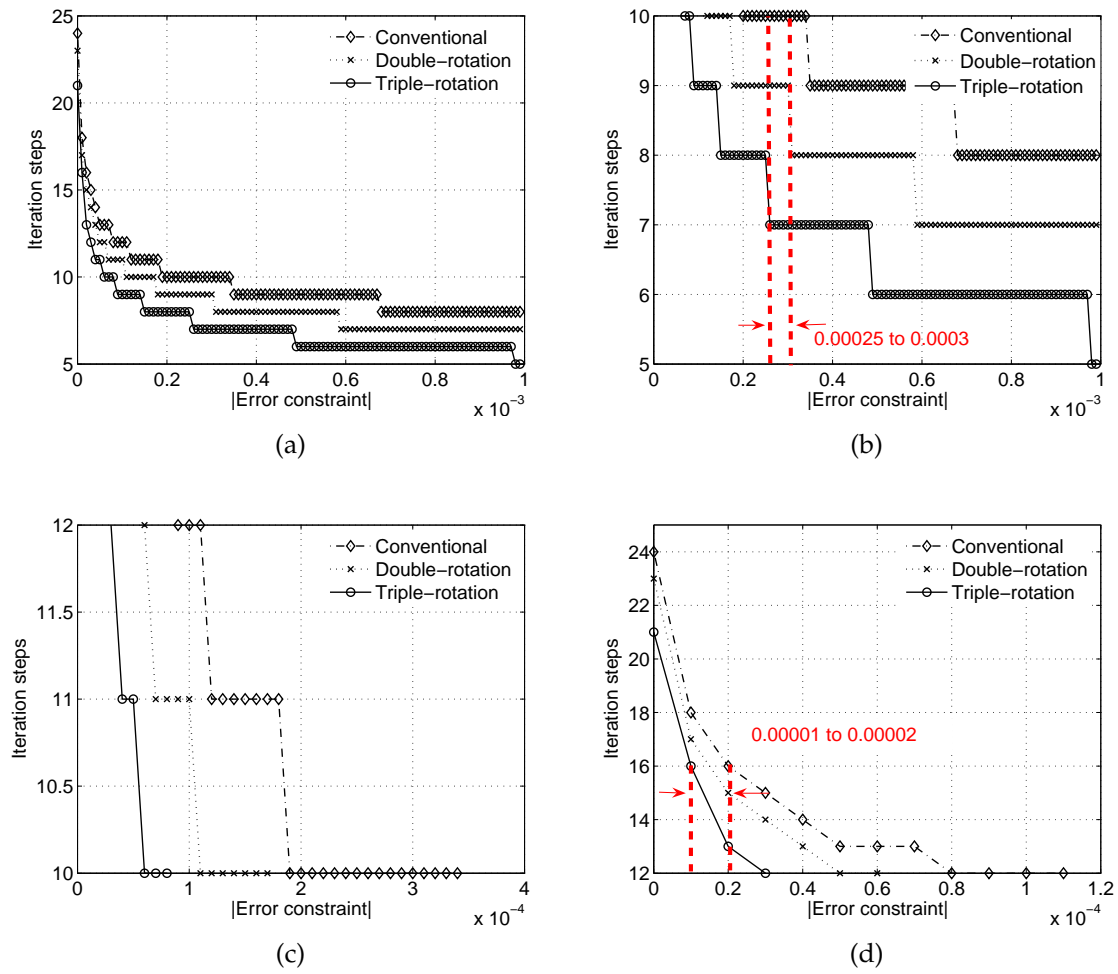 25
20
15
10
5
Iteration steps
Conventional
Double-rotation
Triple-rotation
0 0.2 0.4 0.6 0.8 1
|Error constraint|
x 10^-3
(a)
10
9
8
7
6
5
Iteration steps
Conventional
Double-rotation
Triple-rotation
0.00025 to 0.0003
0 0.2 0.4 0.6 0.8 1
|Error constraint|
x 10^-3
(b)
12
11.5
11
10.5
10
Iteration steps
Conventional
Double-rotation
Triple-rotation
0 1 2 3 4
|Error constraint|
x 10^-4
(c)
24
22
20
18
16
14
12
Iteration steps
Conventional
Double-rotation
Triple-rotation
0.00001 to 0.00002
0 0.2 0.4 0.6 0.8 1 1.2
|Error constraint|
x 10^-4
(d)